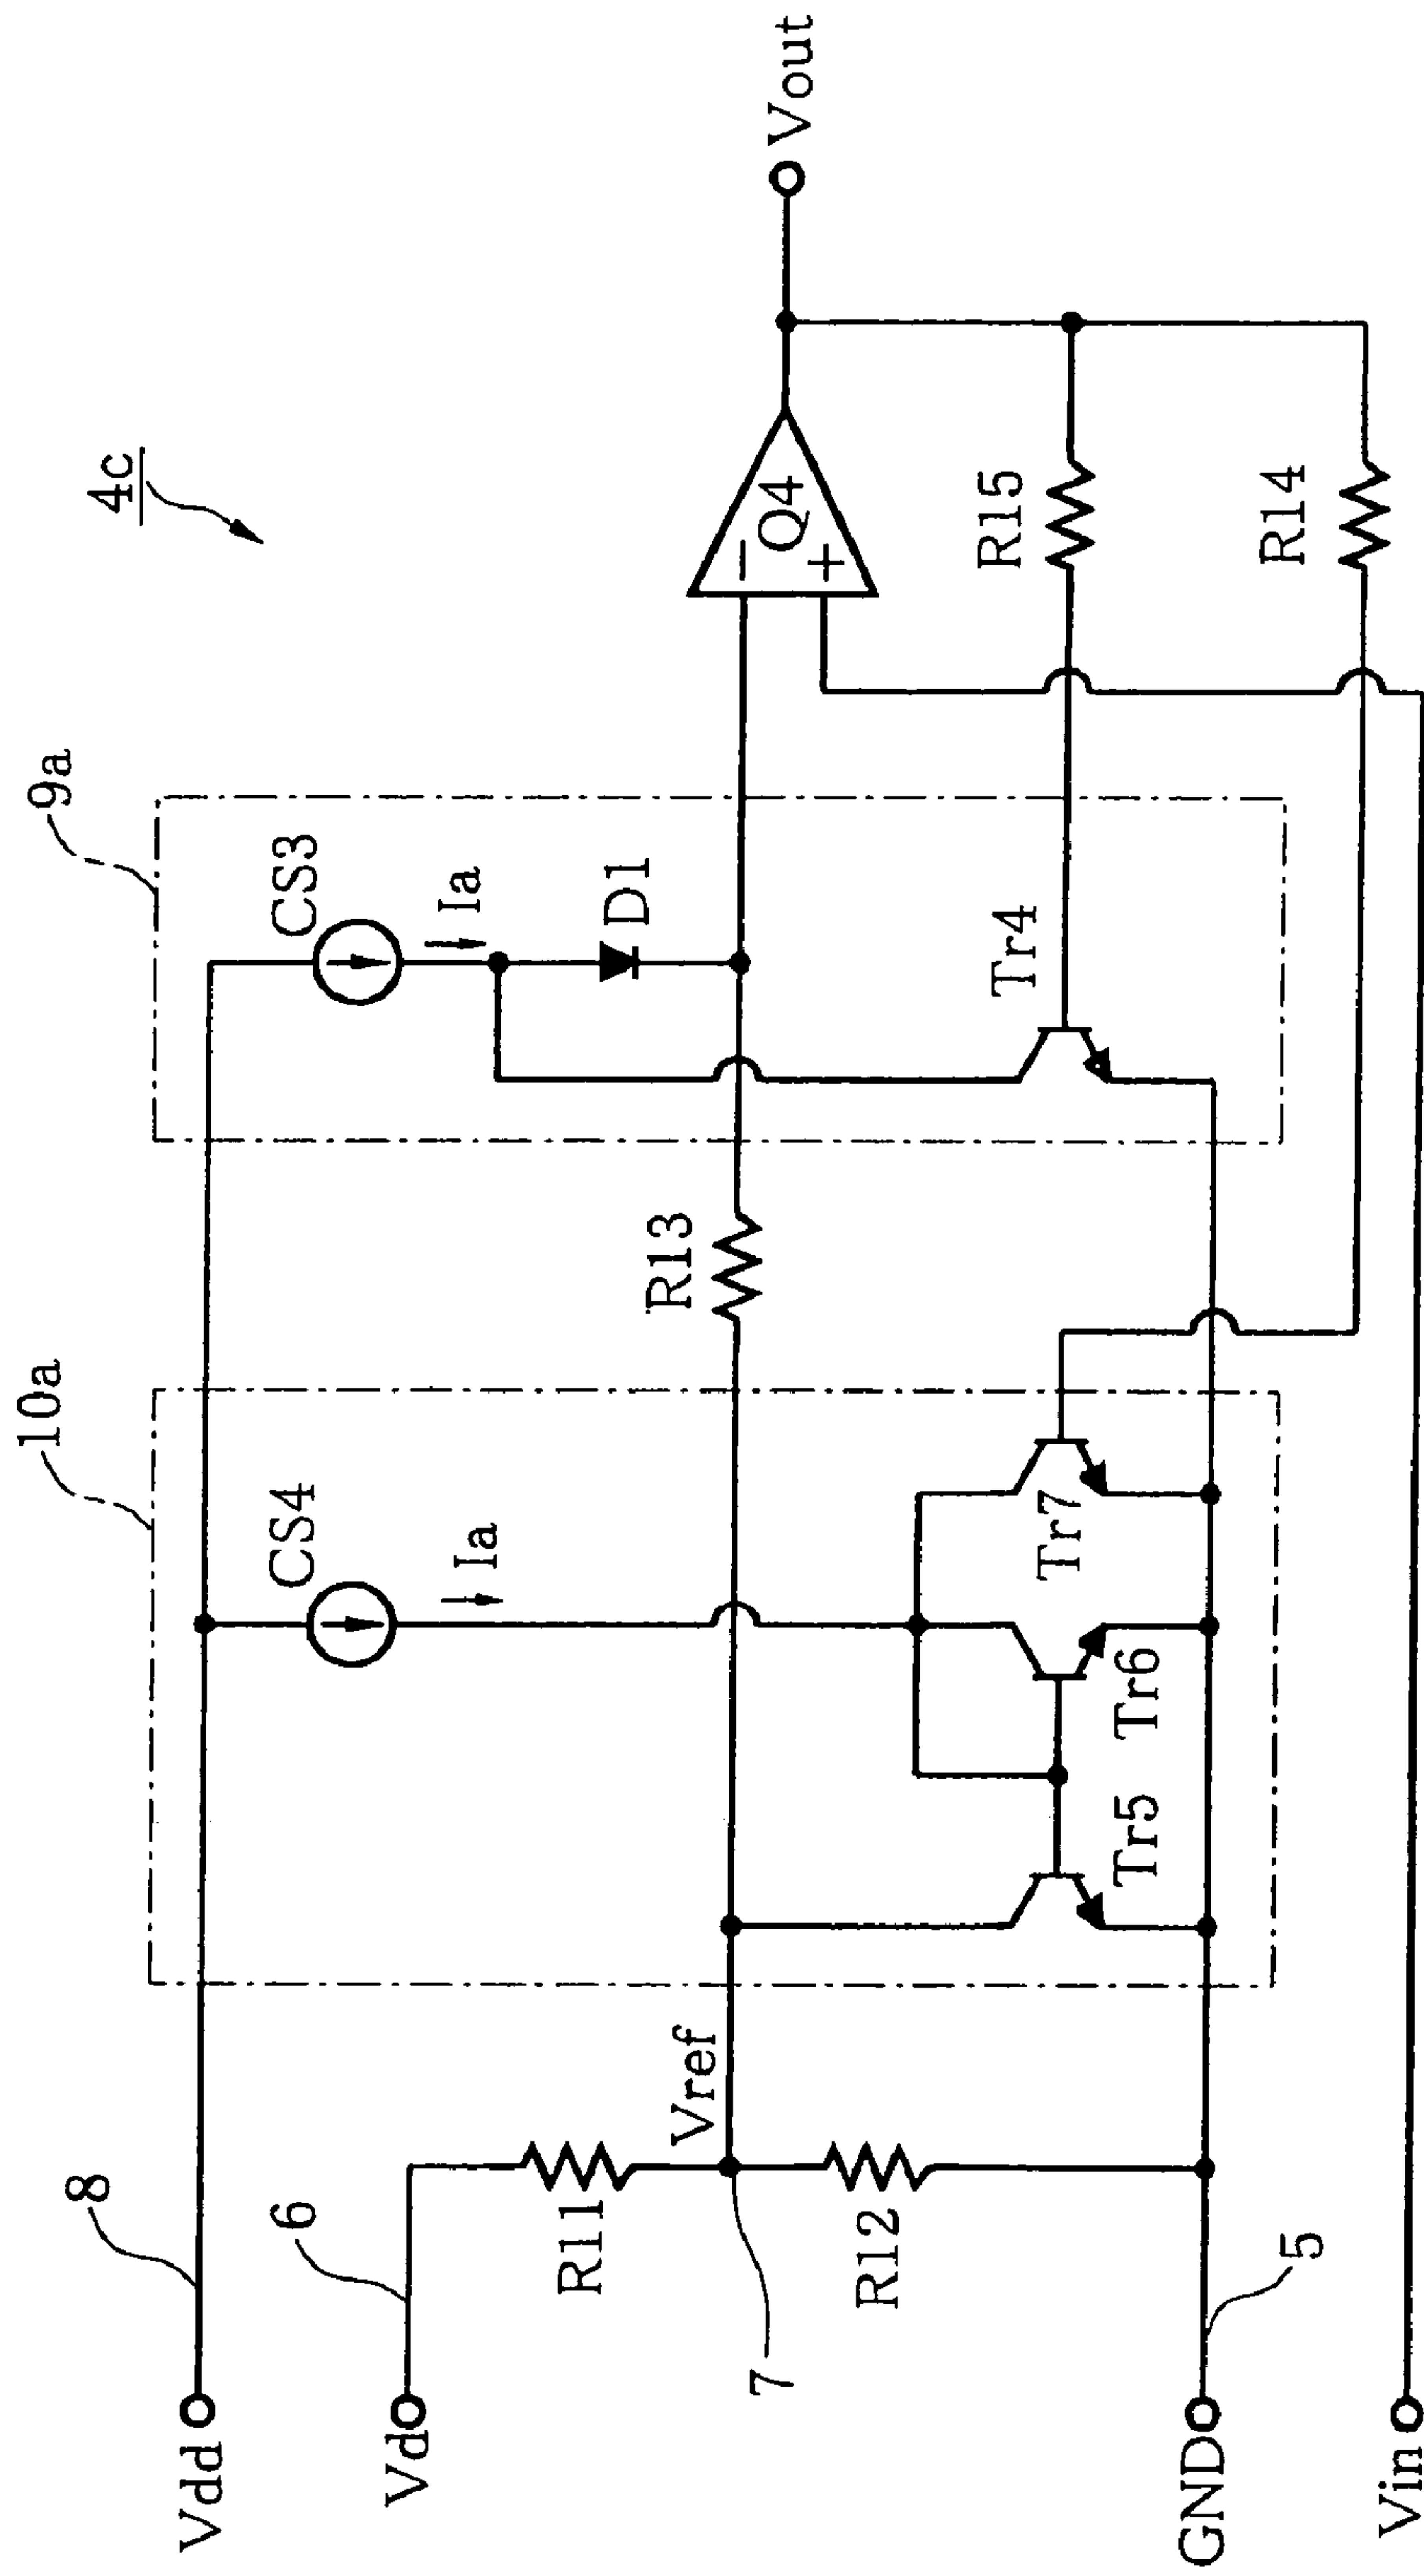 4c
9a
10a
Vdd
8
CS4
Ia
CS3
Ia
D1
Vd
6
R11
Vref
7
R12
R13
Q4
−
+
Vout
Tr5
Tr6
Tr7
Tr4
R15
R14
GND
5
Vin